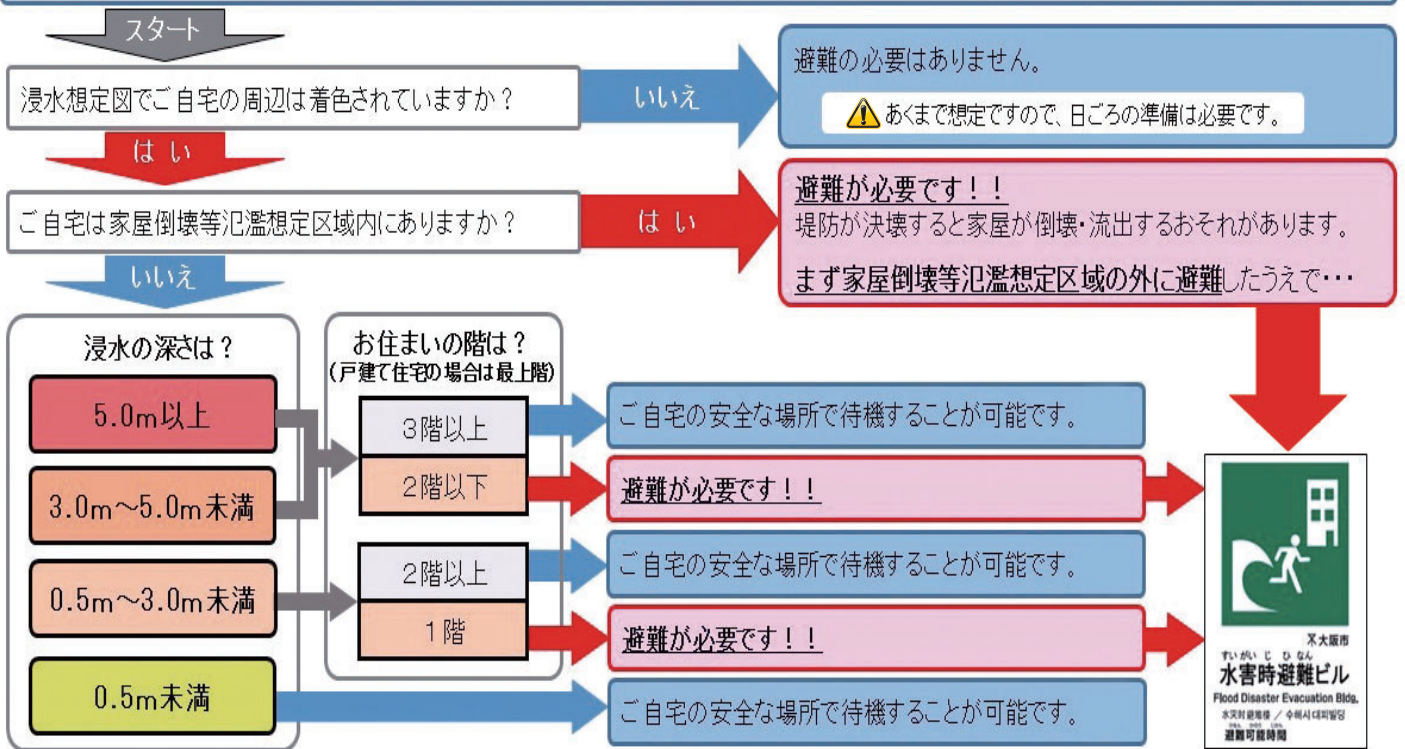 スタート
浸水想定図でご自宅の周辺は着色されていますか？
いいえ
避難の必要はありません。
あくまで想定ですので、日ごろの準備は必要です。
はい
ご自宅は家屋倒壊等氾濫想定区域内にありますか？
はい
避難が必要です！！
堤防が決壊すると家屋が倒壊・流出するおそれがあります。
まず家屋倒壊等氾濫想定区域の外に避難したうえで・・・
いいえ
浸水の深さは？
5.0m以上
3.0m～5.0m未満
0.5m～3.0m未満
0.5m未満
お住まいの階は？
(戸建て住宅の場合は最上階)
3階以上
2階以下
2階以上
1階
ご自宅の安全な場所で待機することが可能です。
避難が必要です！！
ご自宅の安全な場所で待機することが可能です。
避難が必要です！！
ご自宅の安全な場所で待機することが可能です。
大阪市
すいがいじひなん
水害時避難ビル
Flood Disaster Evacuation Bldg.
避難可能時間